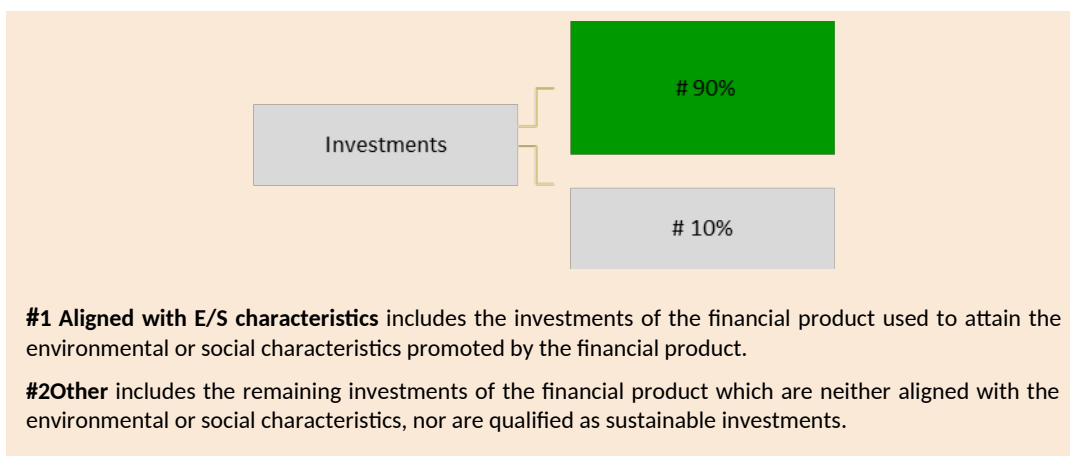 # 90%
Investments
# 10%
#1 Aligned with E/S characteristics includes the investments of the financial product used to attain the
environmental or social characteristics promoted by the financial product.
#2Other includes the remaining investments of the financial product which are neither aligned with the
environmental or social characteristics, nor are qualified as sustainable investments.